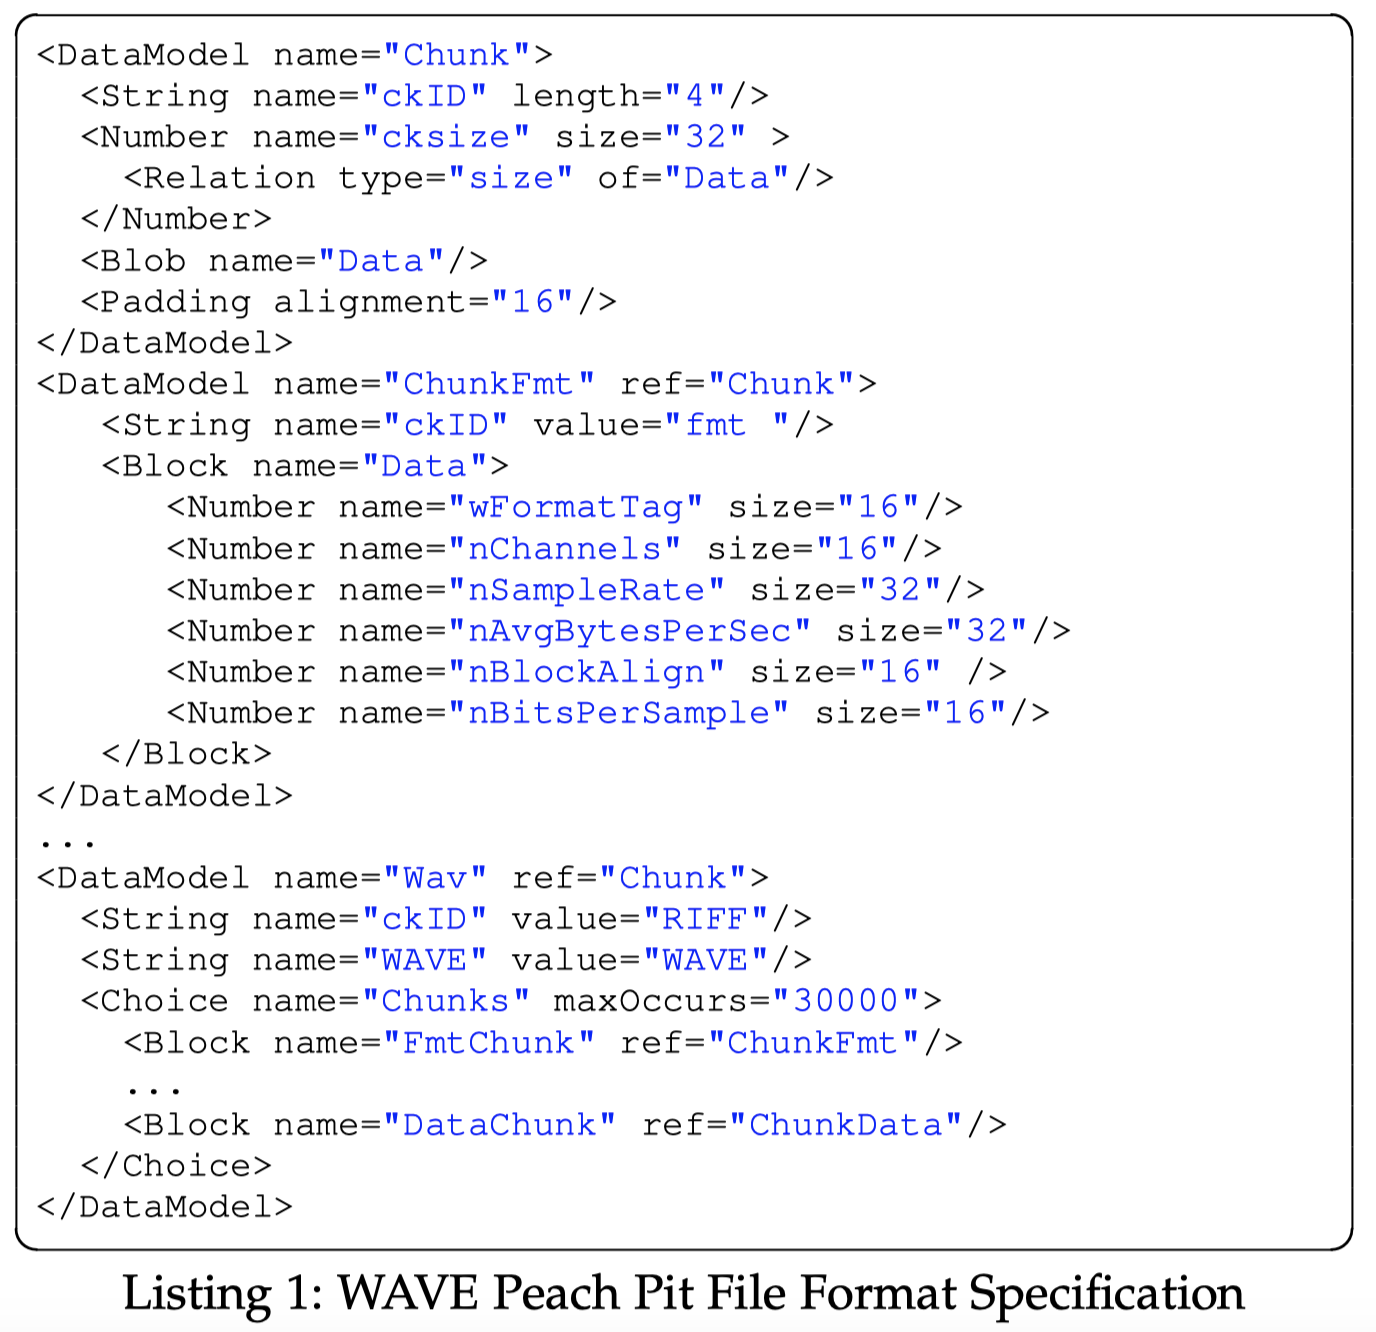 <DataModel name="Chunk">
  <String name="ckID" length="4"/>
  <Number name="cksize" size="32" >
    <Relation type="size" of="Data"/>
  </Number>
  <Blob name="Data"/>
  <Padding alignment="16"/>
</DataModel>
<DataModel name="ChunkFmt" ref="Chunk">
   <String name="ckID" value="fmt "/>
   <Block name="Data">
      <Number name="wFormatTag" size="16"/>
      <Number name="nChannels" size="16"/>
      <Number name="nSampleRate" size="32"/>
      <Number name="nAvgBytesPerSec" size="32"/>
      <Number name="nBlockAlign" size="16" />
      <Number name="nBitsPerSample" size="16"/>
   </Block>
</DataModel>
...
<DataModel name="Wav" ref="Chunk">
  <String name="ckID" value="RIFF"/>
  <String name="WAVE" value="WAVE"/>
  <Choice name="Chunks" maxOccurs="30000">
    <Block name="FmtChunk" ref="ChunkFmt"/>
    ...
    <Block name="DataChunk" ref="ChunkData"/>
  </Choice>
</DataModel>
Listing 1: WAVE Peach Pit File Format Specification